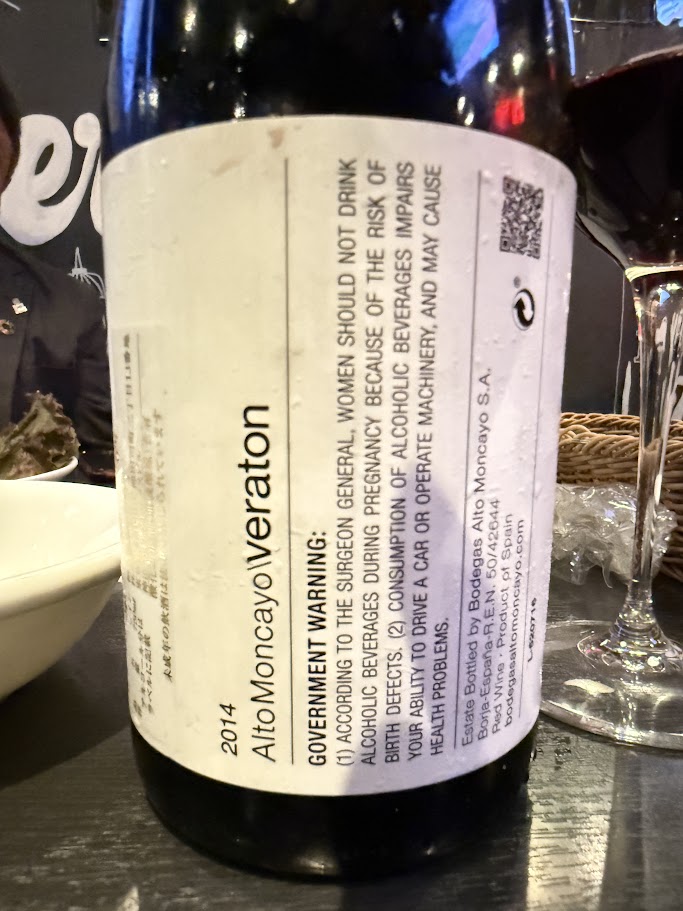 er
2014
AltoMoncayo\veraton
GOVERNMENT WARNING:
(1) ACCORDING TO THE SURGEON GENERAL, WOMEN SHOULD NOT DRINK
ALCOHOLIC BEVERAGES DURING PREGNANCY BECAUSE OF THE RISK OF
BIRTH DEFECTS. (2) CONSUMPTION OF ALCOHOLIC BEVERAGES IMPAIRS
YOUR ABILITY TO DRIVE A CAR OR OPERATE MACHINERY, AND MAY CAUSE
HEALTH PROBLEMS.
Estate Bottled by Bodegas Alto Moncayo S.A.
Borja-España-R.E.N. 50/42644
Red Wine · Product of Spain
bodegasaltomoncayo.com